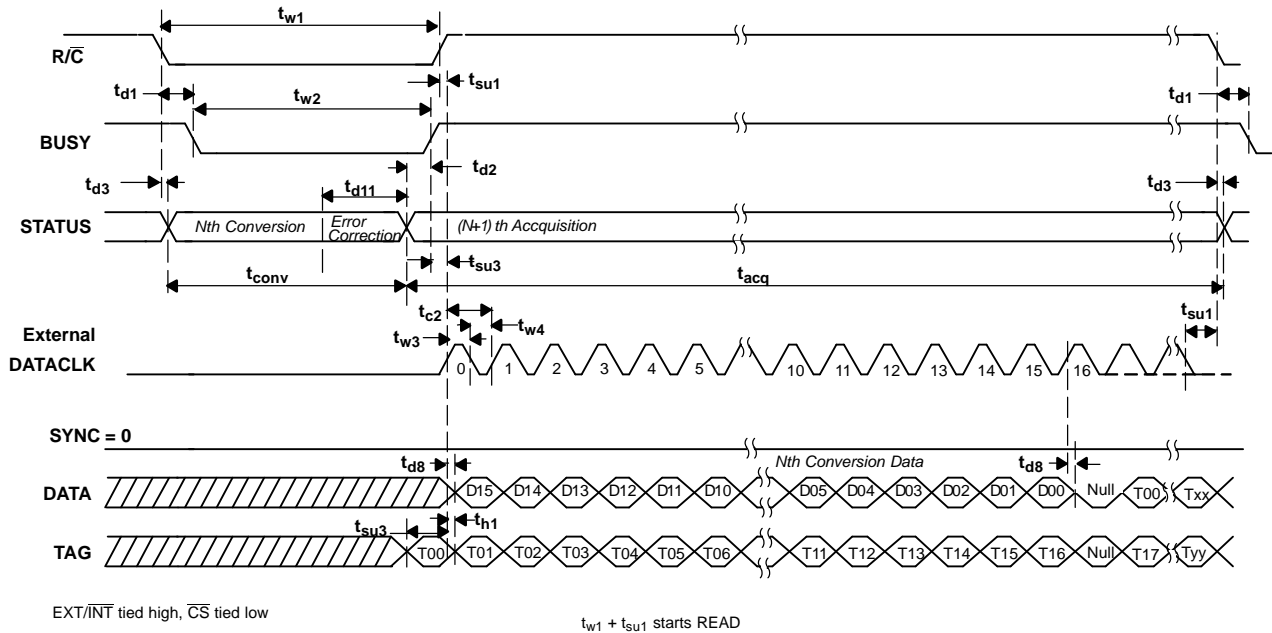 tw1
R/C
tsu1
td1
tw2
td1
BUSY
td2
td3
td11
td3
STATUS
Nth Conversion
Error Correction
(N+1) th Accquisition
tsu3
tconv
tacq
tc2
tsu1
External
tw3
tw4
DATACLK
0 1 2 3 4 5 10 11 12 13 14 15 16
SYNC = 0
td8
Nth Conversion Data
td8
DATA
D15 D14 D13 D12 D11 D10 D05 D04 D03 D02 D01 D00 Null T00 Txx
tsu3
th1
TAG
T00 T01 T02 T03 T04 T05 T06 T11 T12 T13 T14 T15 T16 Null T17 Tyy
EXT/INT tied high, CS tied low
tw1 + tsu1 starts READ